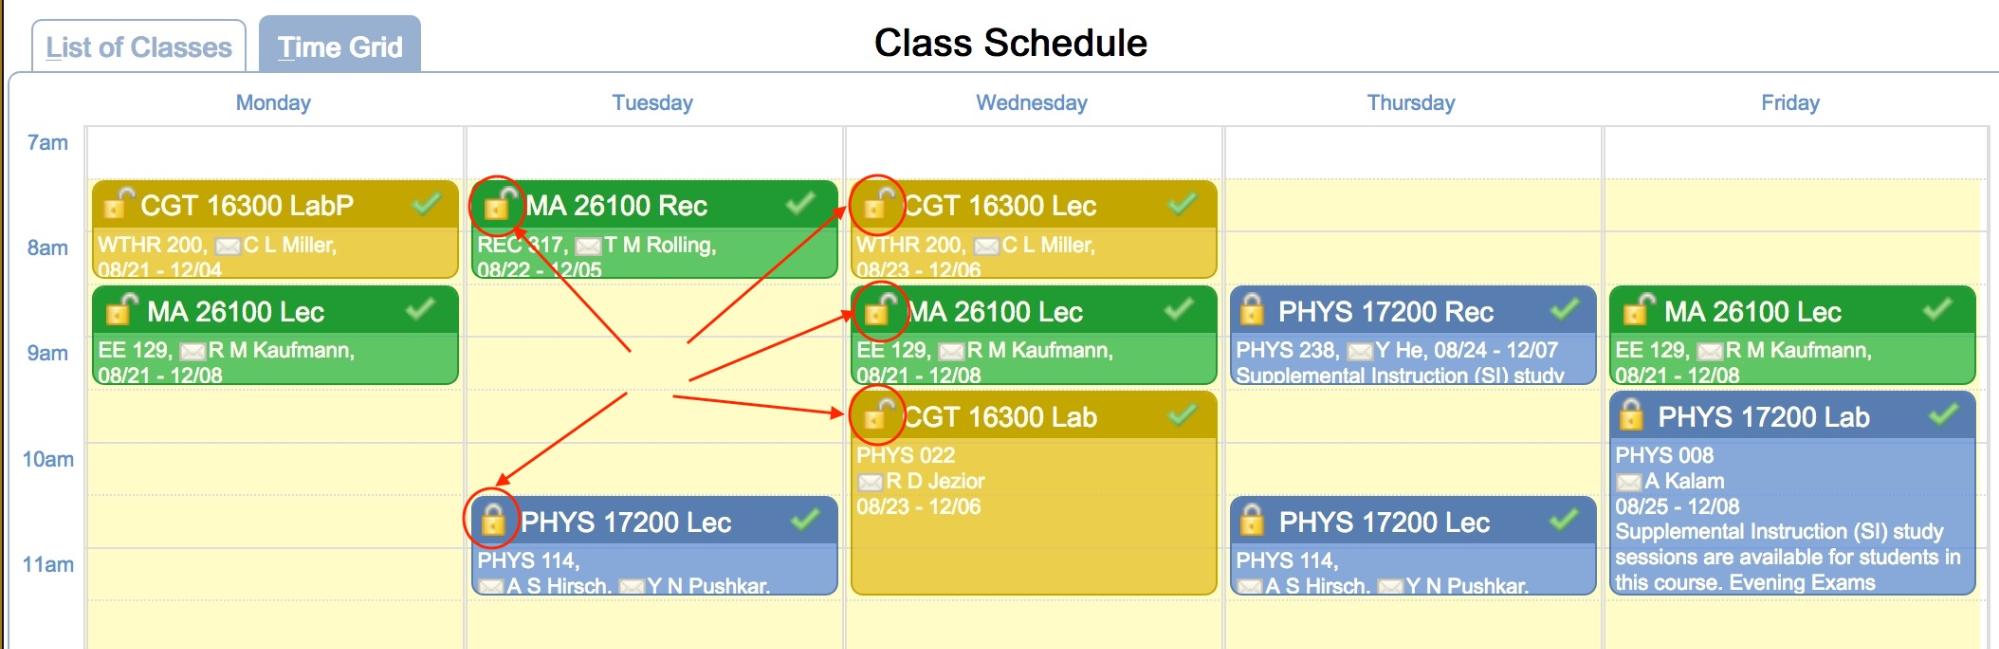 Class Schedule
List of Classes
Time Grid
Monday
Tuesday
Wednesday
Thursday
Friday
7am
8am
9am
10am
11am
CGT 16300 LabP
WTHR 200, C L Miller,
08/21 - 12/04
MA 26100 Lec
EE 129, R M Kaufmann,
08/21 - 12/08
MA 26100 Rec
REC 317, T M Rolling,
08/22 - 12/05
PHYS 17200 Lec
PHYS 114,
A S Hirsch, Y N Pushkar,
CGT 16300 Lec
WTHR 200, C L Miller,
08/23 - 12/06
MA 26100 Lec
EE 129, R M Kaufmann,
08/21 - 12/08
CGT 16300 Lab
PHYS 022
R D Jezior
08/23 - 12/06
PHYS 17200 Rec
PHYS 238, Y He, 08/24 - 12/07
Supplemental Instruction (SI) study
PHYS 17200 Lec
PHYS 114,
A S Hirsch, Y N Pushkar,
MA 26100 Lec
EE 129, R M Kaufmann,
08/21 - 12/08
PHYS 17200 Lab
PHYS 008
A Kalam
08/25 - 12/08
Supplemental Instruction (SI) study
sessions are available for students in
this course. Evening Exams